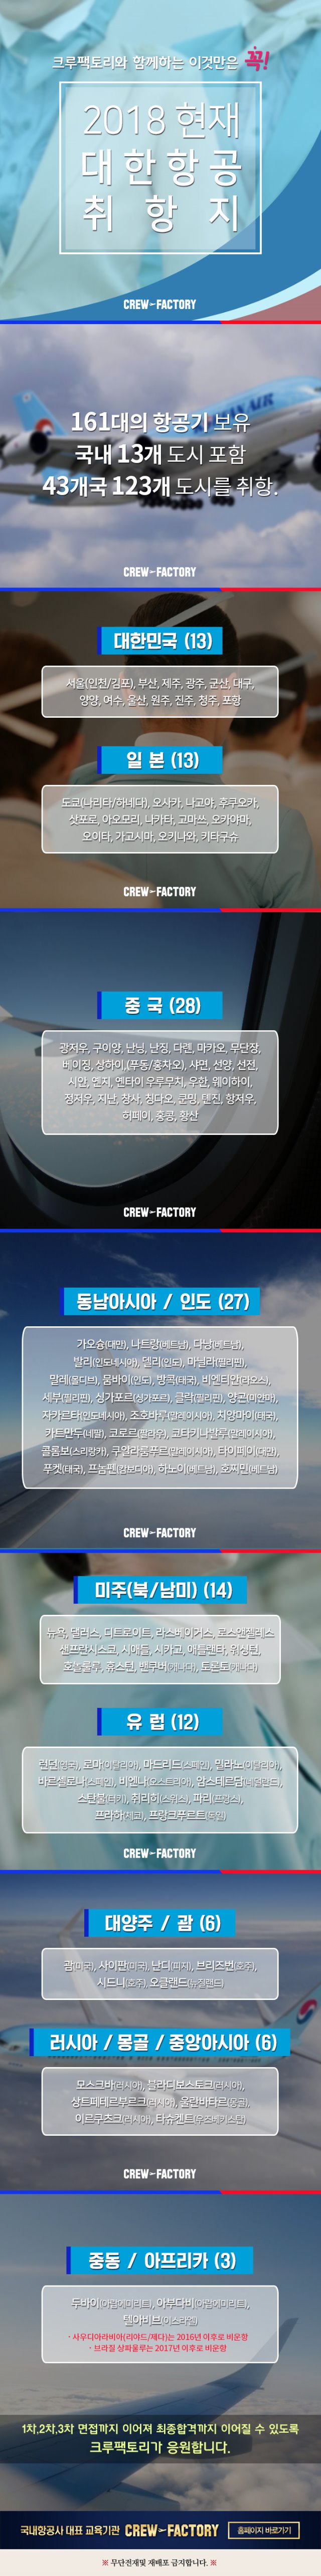 크루팩토리와 함께하는 이것만은 꼭!
2018 현재
대한항공
취 항 지
CREW FACTORY
161대의 항공기 보유
국내 13개 도시 포함
43개국 123개 도시를 취항.
CREW FACTORY
대한민국 (13)
서울(인천/김포), 부산, 제주, 광주, 군산, 대구,
양양, 여수, 울산, 원주, 진주, 청주, 포항
일 본 (13)
도쿄(나리타/하네다), 오사카, 나고야, 후쿠오카,
삿포로, 아오모리, 니카타, 고마쓰, 오카야마,
오이타, 가고시마, 오키나와, 키타규슈
CREW FACTORY
중 국 (28)
광저우, 구이양, 난닝, 난징, 다롄, 마카오, 무단장,
베이징, 상하이,(푸동/홍차오), 샤먼, 선양, 선전,
시안, 옌지, 옌타이 우루무치, 우한, 웨이하이,
정저우, 지난, 창사, 칭다오, 쿤밍, 톈진, 항저우,
허페이, 홍콩, 황산
CREW FACTORY
동남아시아 / 인도 (27)
가오슝(대만), 나트랑(베트남), 다낭(베트남),
발리(인도네시아), 델리(인도), 마닐라(필리핀),
말레(몰디브), 뭄바이(인도), 방콕(태국), 비엔티안(라오스),
세부(필리핀), 싱가포르(싱가포르), 클락(필리핀), 양곤(미얀마),
자카르타(인도네시아), 조호바루(말레이시아), 치앙마이(태국),
카트만두(네팔), 코로르(팔라우), 코타키나발루(말레이시아),
콜롬보(스리랑카), 쿠알라룸푸르(말레이시아), 타이페이(대만),
푸켓(태국), 프놈펜(캄보디아), 하노이(베트남), 호찌민(베트남)
CREW FACTORY
미주(북/남미) (14)
뉴욕, 댈러스, 디트로이트, 라스베이거스, 로스엔젤레스
샌프란시스크, 시애틀, 시카고, 애틀랜타, 워싱턴,
호놀룰루, 휴스턴, 벤쿠버(캐나다), 토론토(캐나다)
유 럽 (12)
런던(영국), 로마(이탈리아), 마드리드(스페인), 밀라노(이탈리아),
바르셀로나(스페인), 비엔나(오스트리아), 암스테르담(네덜란드),
스탄불(터키), 취리히(스위스), 파리(프랑스),
프라하(체코), 프랑크푸르트(독일)
CREW FACTORY
대양주 / 괌 (6)
괌(미국), 사이판(미국), 난디(피지), 브리즈번(호주),
시드니(호주), 오클랜드(뉴질랜드)
러시아 / 몽골 / 중앙아시아 (6)
모스크바(러시아), 블라디보스토크(러시아),
상트페테르부르크(러시아), 울란바타르(몽골),
이르쿠츠크(러시아), 타슈켄트(우즈베키스탄)
CREW FACTORY
중동 / 아프리카 (3)
두바이(아랍에미리트), 아부다비(아랍에미리트),
텔아비브(이스라엘)
· 사우디아라비아(리야드/제다)는 2016년 이후로 비운항
· 브라질 상파울루는 2017년 이후로 비운항
1차,2차,3차 면접까지 이어져 최종합격까지 이어질 수 있도록
크루팩토리가 응원합니다.
국내항공사 대표 교육기관 CREW FACTORY 홈페이지 바로가기
※ 무단전재및 재배포 금지합니다. ※